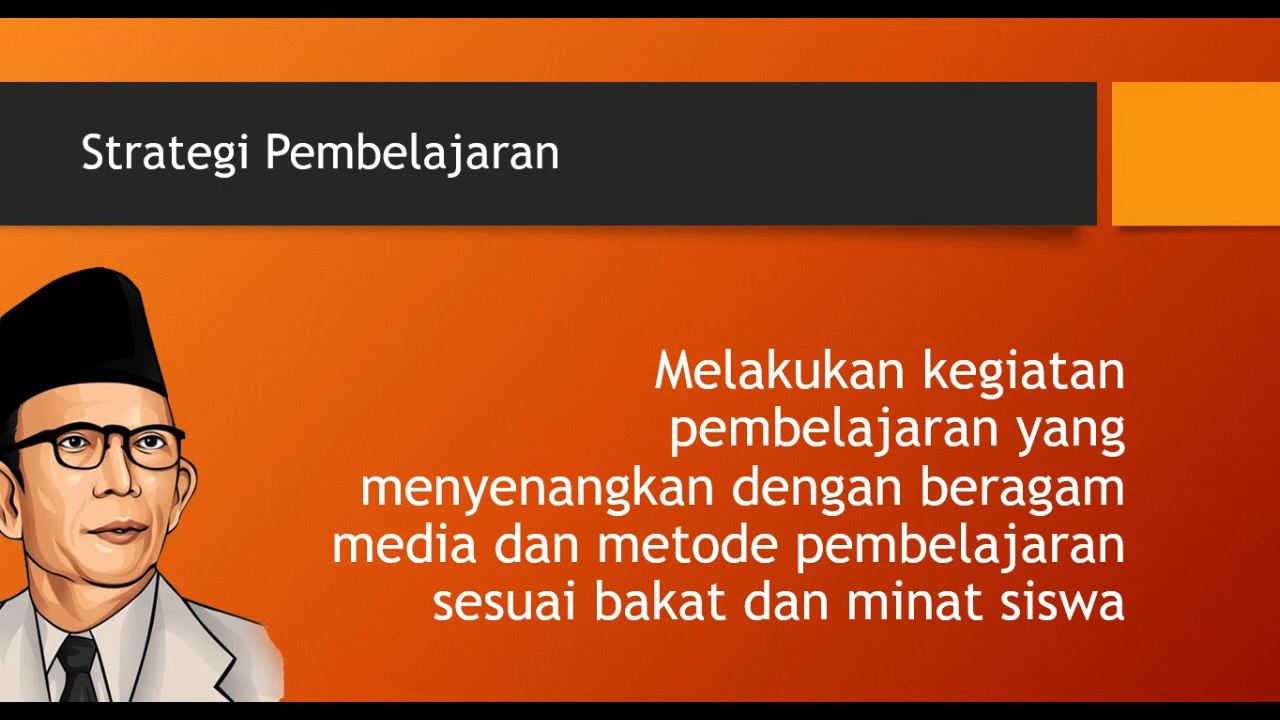 Strategi Pembelajaran
Melakukan kegiatan
pembelajaran yang
menyenangkan dengan beragam
media dan metode pembelajaran
sesuai bakat dan minat siswa